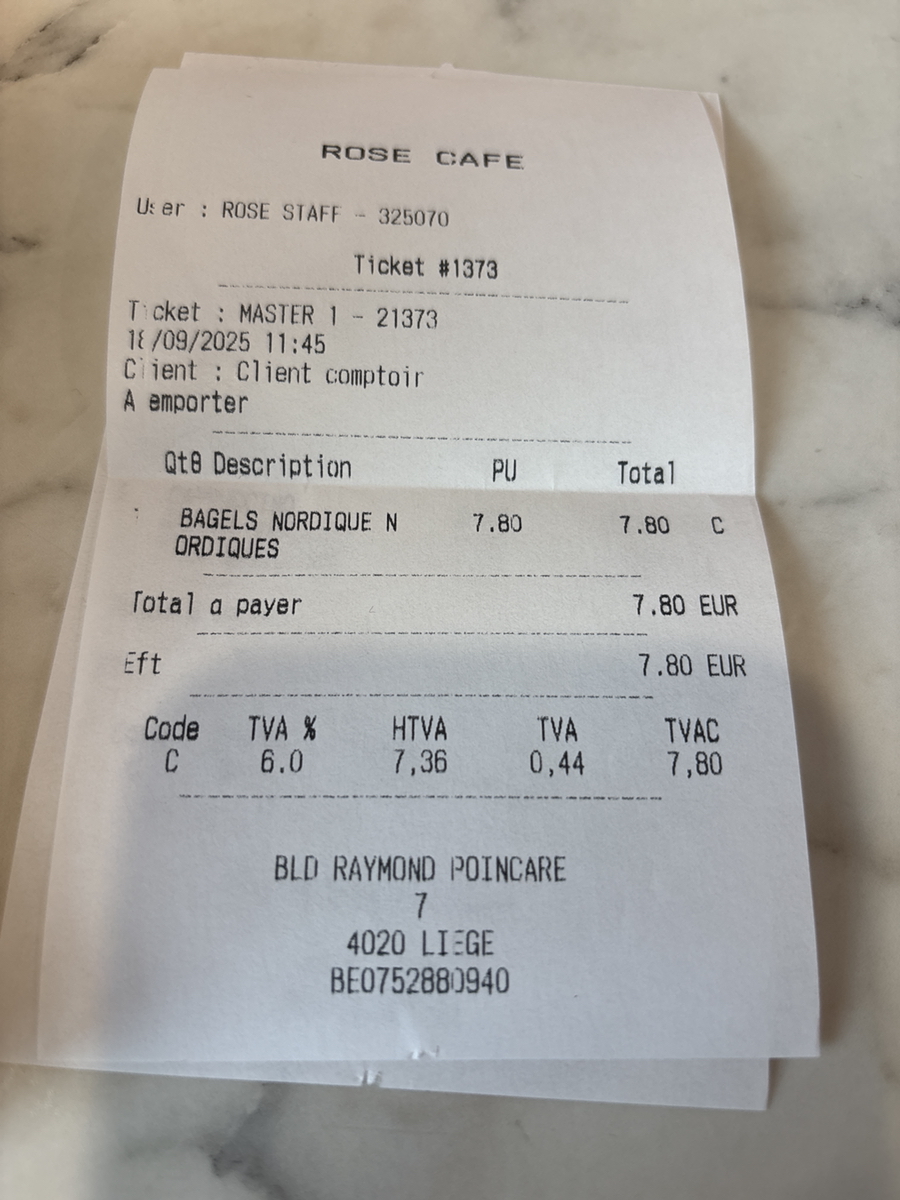 ROSE CAFE
User : ROSE STAFF - 325070
Ticket #1373
Ticket : MASTER 1 - 21373
18/09/2025 11:45
Client : Client comptoir
A emporter
Qt0 Description PU Total
BAGELS NORDIQUE N 7.80 7.80 C
ORDIQUES
Total a payer 7.80 EUR
Eft 7.80 EUR
Code TVA % HTVA TVA TVAC
C 6.0 7,36 0,44 7,80
BLD RAYMOND POINCARE
7
4020 LIEGE
BE0752880940